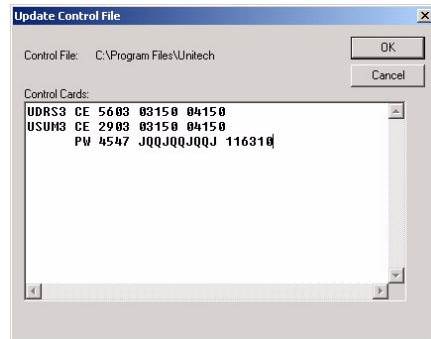 Update Control File
Control File: C:\Program Files\Unitech
OK
Cancel
Control Cards:
UDRS3 CE 5603 03150 04150
USUM3 CE 2903 03150 04150
PW 4547 JQQJQQJQQJ 116310